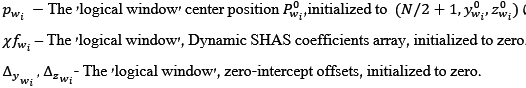 p_{w_i} – The 'logical window' center position P^0_{w_i},initialized to (N/2 + 1, y^0_{w_i}, z^0_{w_i}) (
χf_{w_i} – The 'logical window', Dynamic SHAS coefficients array, initialized to zero
Δ_{y_{w_i}}, Δ_{z_{w_i}}- The 'logical window', zero-intercept offsets, initialized to zero.